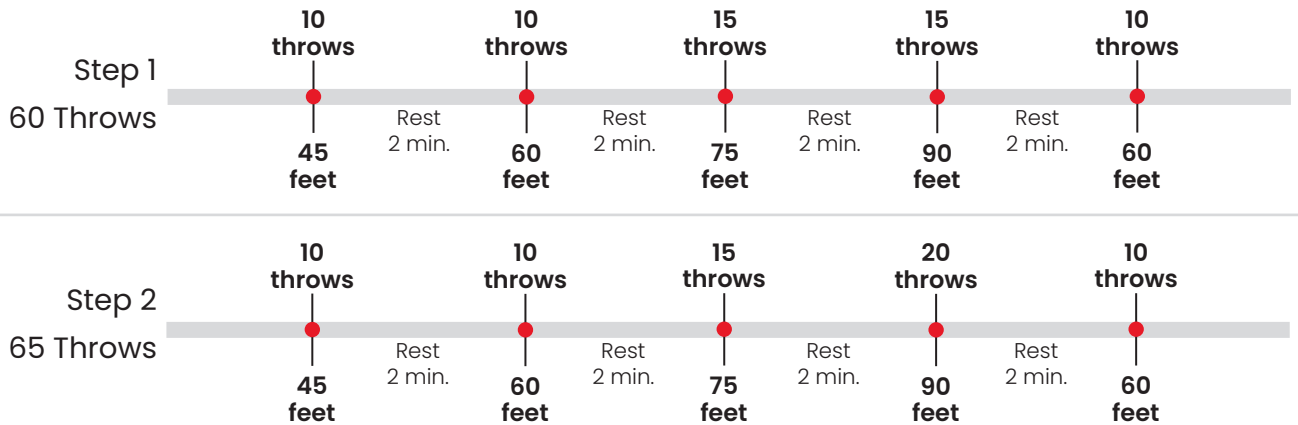 10
throws
10
throws
15
throws
15
throws
10
throws
Step 1
60 Throws
Rest
2 min.
Rest
2 min.
Rest
2 min.
Rest
2 min.
45
feet
60
feet
75
feet
90
feet
60
feet
10
throws
10
throws
15
throws
20
throws
10
throws
Step 2
65 Throws
Rest
2 min.
Rest
2 min.
Rest
2 min.
Rest
2 min.
45
feet
60
feet
75
feet
90
feet
60
feet